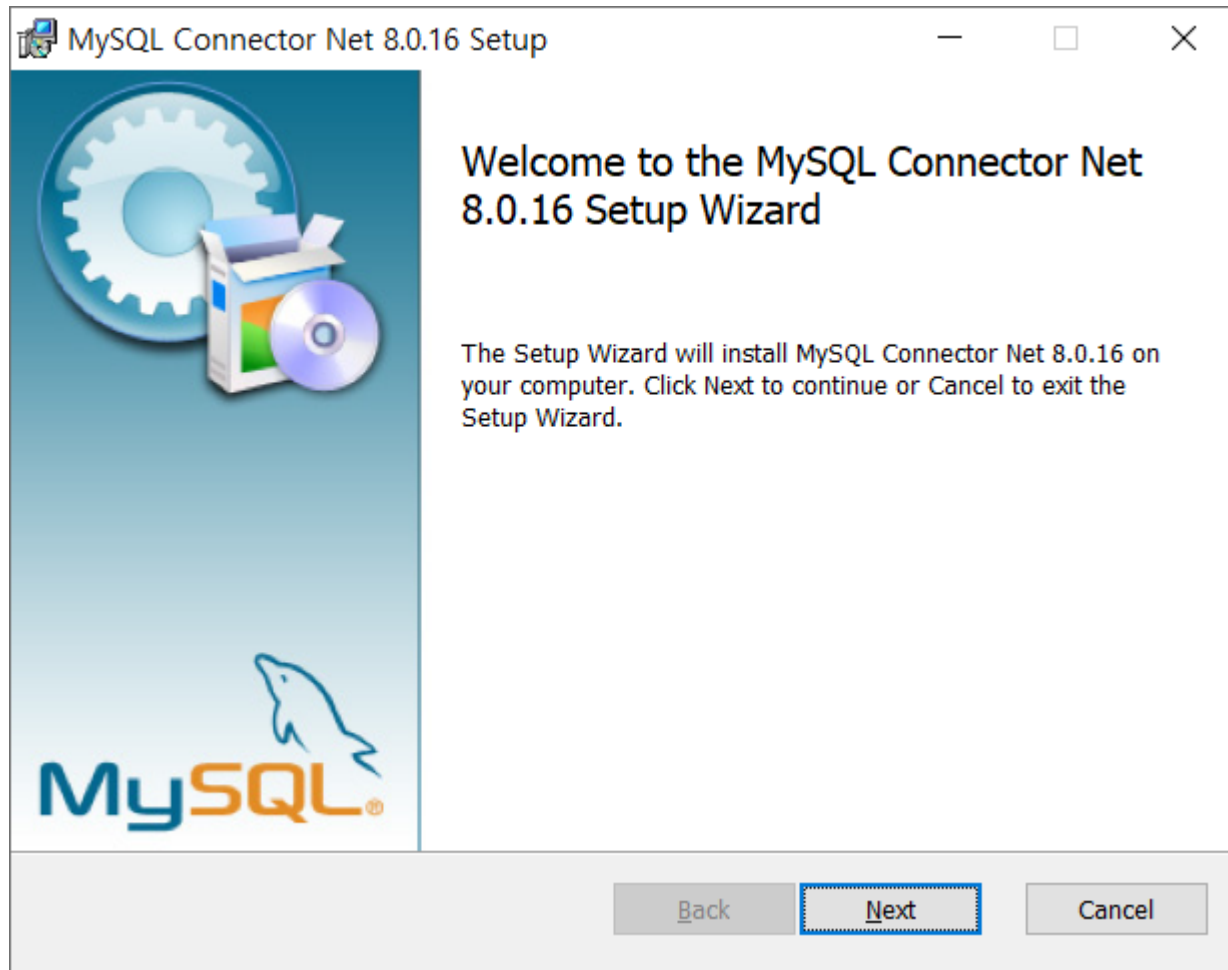 MySQL Connector Net 8.0.16 Setup
Welcome to the MySQL Connector Net
8.0.16 Setup Wizard
The Setup Wizard will install MySQL Connector Net 8.0.16 on
your computer. Click Next to continue or Cancel to exit the
Setup Wizard.
MySQL®
Back
Next
Cancel